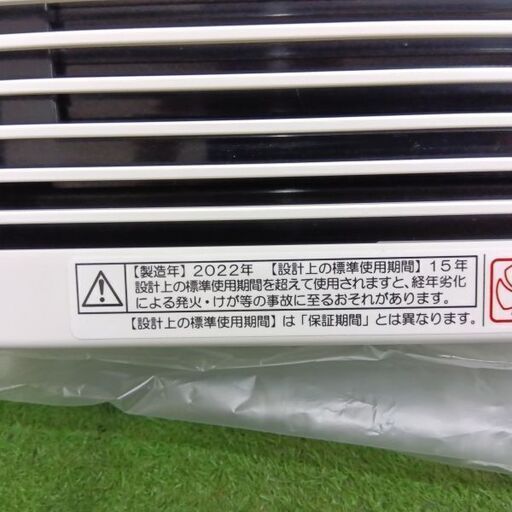 【製造年】2022年 【設計上の標準使用期間】15年
設計上の標準使用期間を超えて使用されますと、経年劣化
による発火・けが等の事故に至るおそれがあります。
【設計上の標準使用期間】は「保証期間」とは異なります。